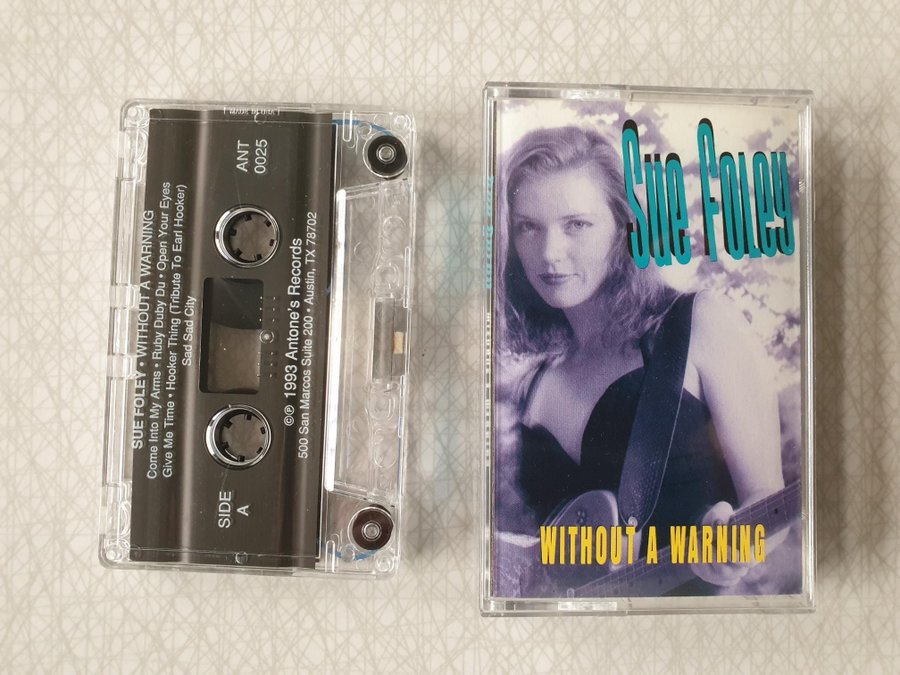 SUE FOLEY • WITHOUT A WARNING
Come Into My Arms • Ruby Duby Du • Open Your Eyes
Give Me Time • Hooker Thing (Tribute To Earl Hooker)
Sad Sad City
SIDE
A
ANT
0025
©℗ 1993 Antone's Records
500 San Marcos Suite 200 • Austin, TX 78702
Sue Foley
WITHOUT A WARNING